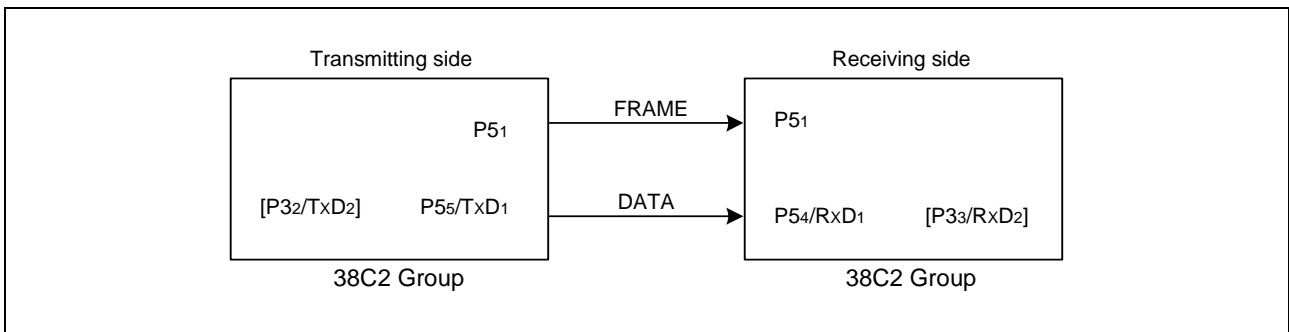 Transmitting side
Receiving side
FRAME
P51
P51
DATA
[P32/TxD2]
P55/TxD1
P54/RxD1
[P33/RxD2]
38C2 Group
38C2 Group